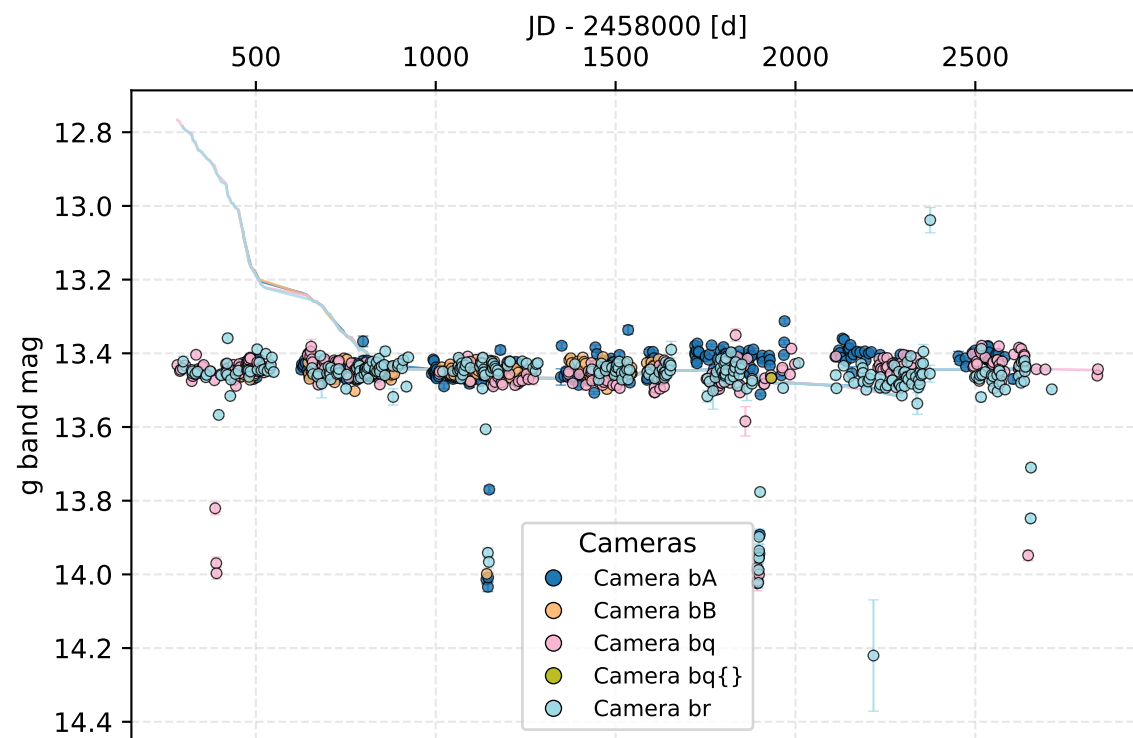 JD - 2458000 [d]
500 1000 1500 2000 2500
12.8
13.0
13.2
13.4
13.6
13.8
14.0
14.2
14.4
g band mag
Cameras
Camera bA
Camera bB
Camera bq
Camera bq{}
Camera br